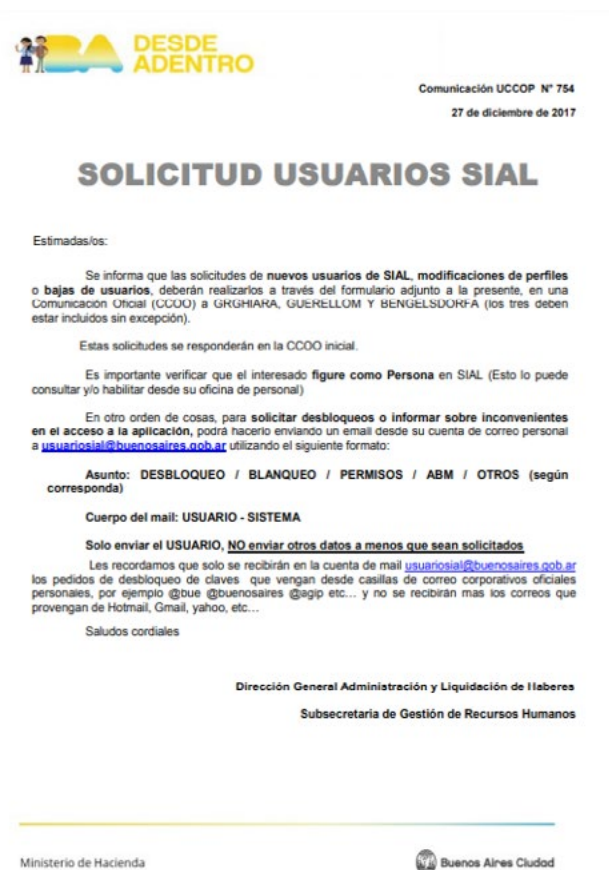 BA DESDE
ADENTRO
Comunicación UCCOP N° 754
27 de diciembre de 2017
SOLICITUD USUARIOS SIAL
Estimadas/os:
Se informa que las solicitudes de nuevos usuarios de SIAL, modificaciones de perfiles
o bajas de usuarios, deberán realizarlos a través del formulario adjunto a la presente, en una
Comunicación Oficial (CCOO) a GRGHIARA, GUERELLOM Y BENGELSDORFA (los tres deben
estar incluidos sin excepción).
Estas solicitudes se responderán en la CCOO inicial.
Es importante verificar que el interesado figure como Persona en SIAL (Esto lo puede
consultar y/o habilitar desde su oficina de personal)
En otro orden de cosas, para solicitar desbloqueos o informar sobre inconvenientes
en el acceso a la aplicación, podrá hacerlo enviando un email desde su cuenta de correo personal
a usuariosial@buenosaires.gob.ar utilizando el siguiente formato:
Asunto: DESBLOQUEO / BLANQUEO / PERMISOS / ABM / OTROS (según
corresponda)
Cuerpo del mail: USUARIO - SISTEMA
Solo enviar el USUARIO, NO enviar otros datos a menos que sean solicitados
Les recordamos que solo se recibirán en la cuenta de mail usuariosial@buenosaires.gob.ar
los pedidos de desbloqueo de claves que vengan desde casillas de correo corporativos oficiales
personales, por ejemplo @bue @buenosaires @agip etc... y no se recibirán mas los correos que
provengan de Hotmail, Gmail, yahoo, etc...
Saludos cordiales
Dirección General Administración y Liquidación de Haberes
Subsecretaria de Gestión de Recursos Humanos
Ministerio de Hacienda
Buenos Aires Ciudad